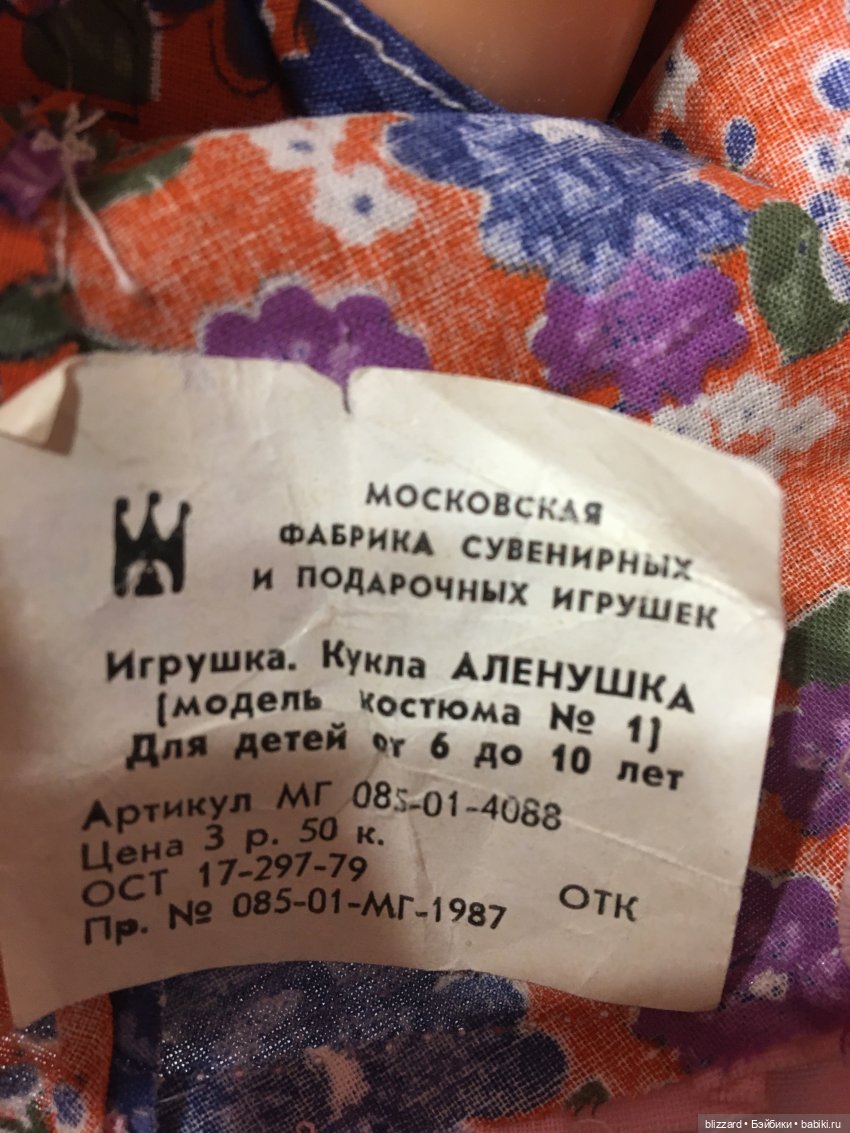 МОСКОВСКАЯ
ФАБРИКА СУВЕНИРНЫХ
И ПОДАРОЧНЫХ ИГРУШЕК
Игрушка. Кукла АЛЕНУШКА
(модель костюма № 1)
Для детей от 6 до 10 лет
Артикул МГ 085-01-4088
Цена 3 р. 50 к.
ОСТ 17-297-79
ОТК
Пр. № 085-01-МГ-1987
blizzard • Бэйбики • babiki.ru